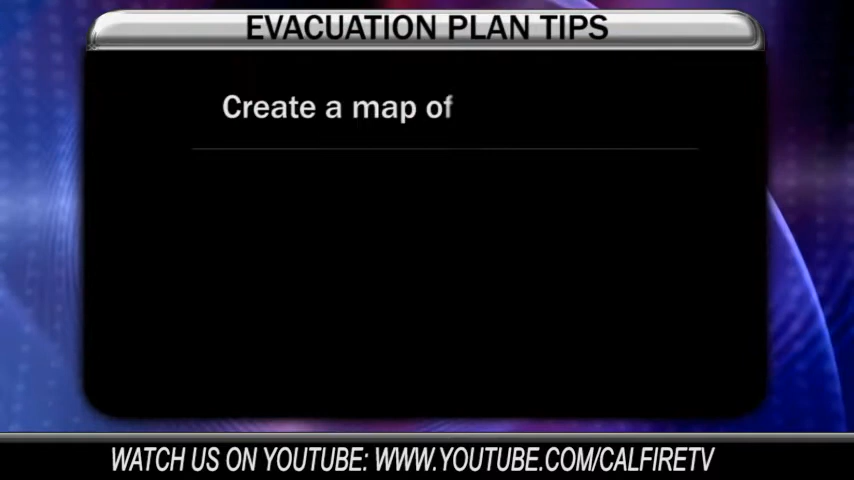 EVACUATION PLAN TIPS
Create a map of
WATCH US ON YOUTUBE: WWW.YOUTUBE.COM/CALFIRETV